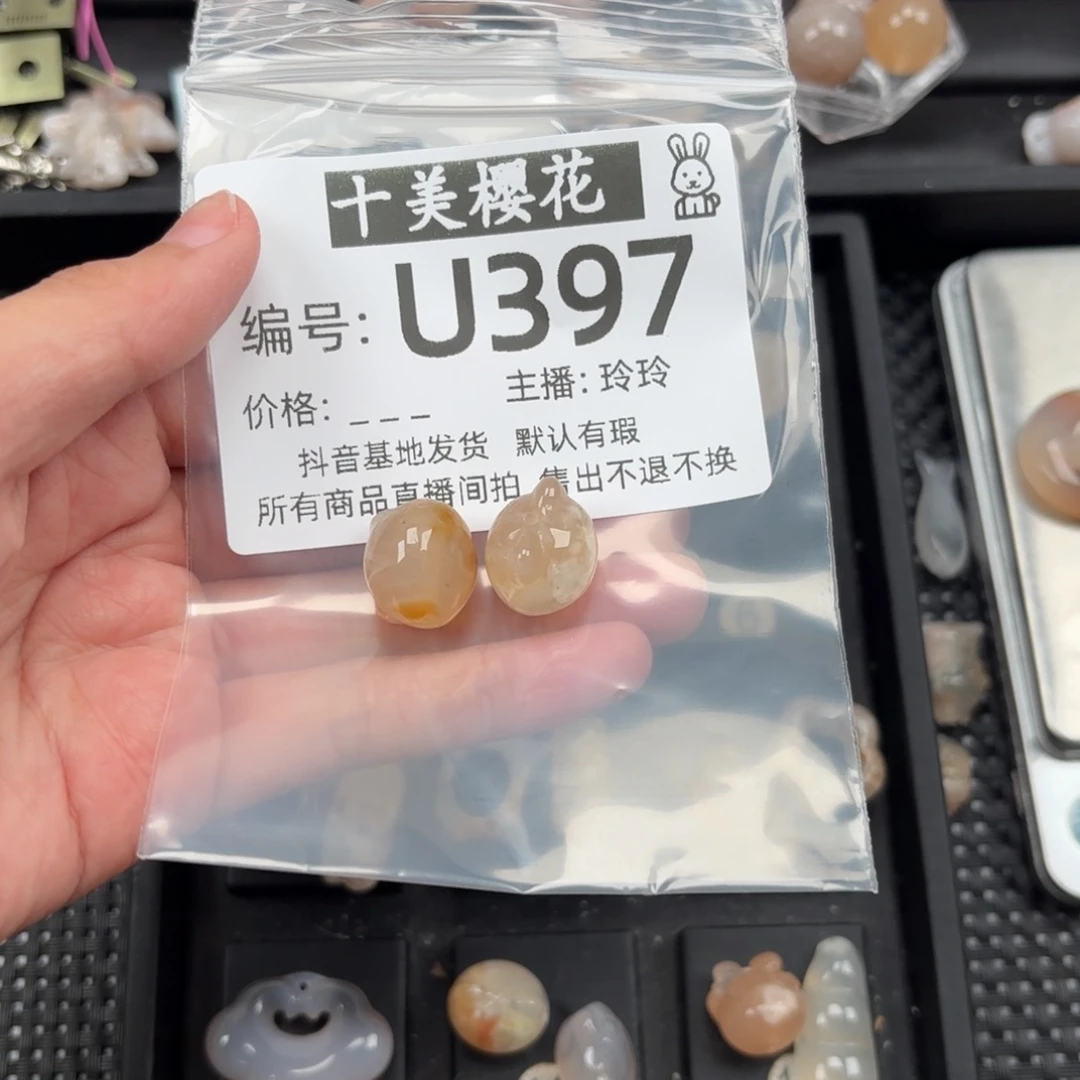 十美樱花
编号: U397
价格: _ _ _ 主播: 玲玲
抖音基地发货 默认有瑕
所有商品直播间拍 售出不退不换